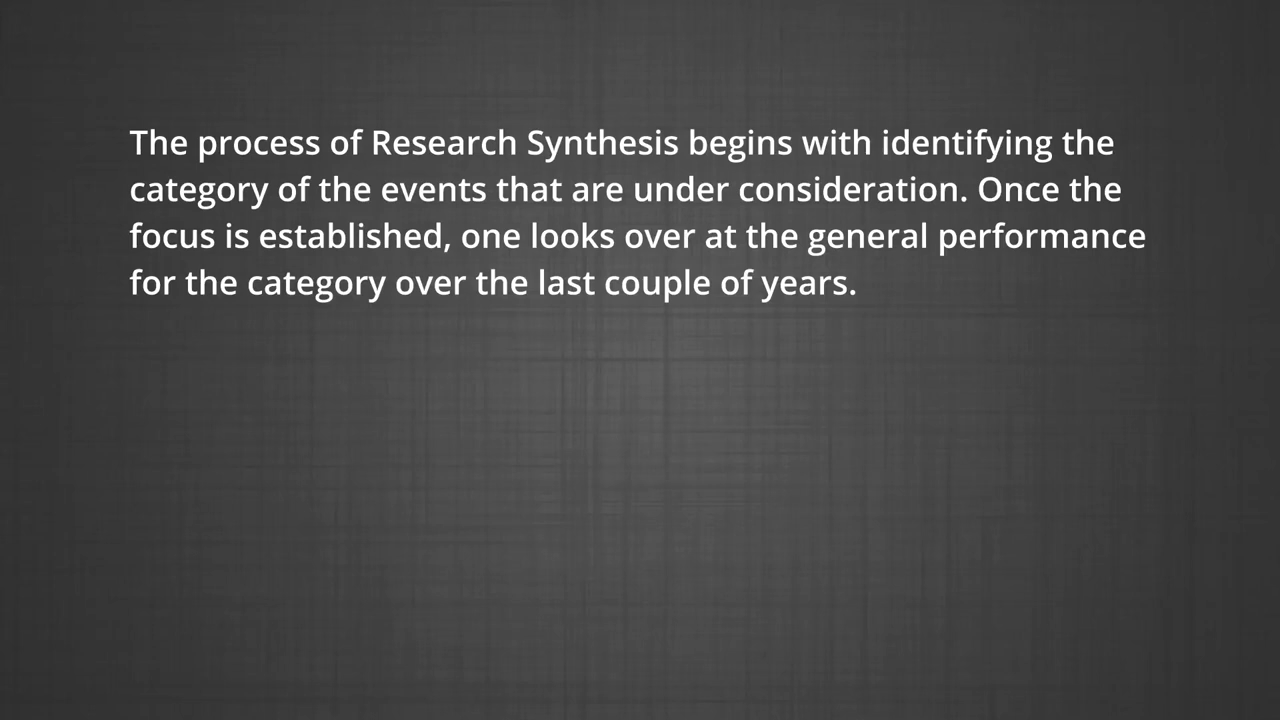 The process of Research Synthesis begins with identifying the
category of the events that are under consideration. Once the
focus is established, one looks over at the general performance
for the category over the last couple of years.